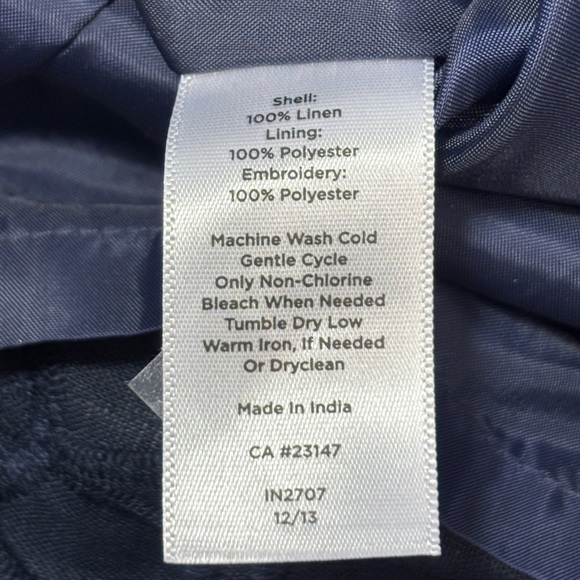 Shell:
100% Linen
Lining:
100% Polyester
Embroidery:
100% Polyester
Machine Wash Cold
Gentle Cycle
Only Non-Chlorine
Bleach When Needed
Tumble Dry Low
Warm Iron, If Needed
Or Dryclean
Made In India
CA #23147
IN2707
12/13